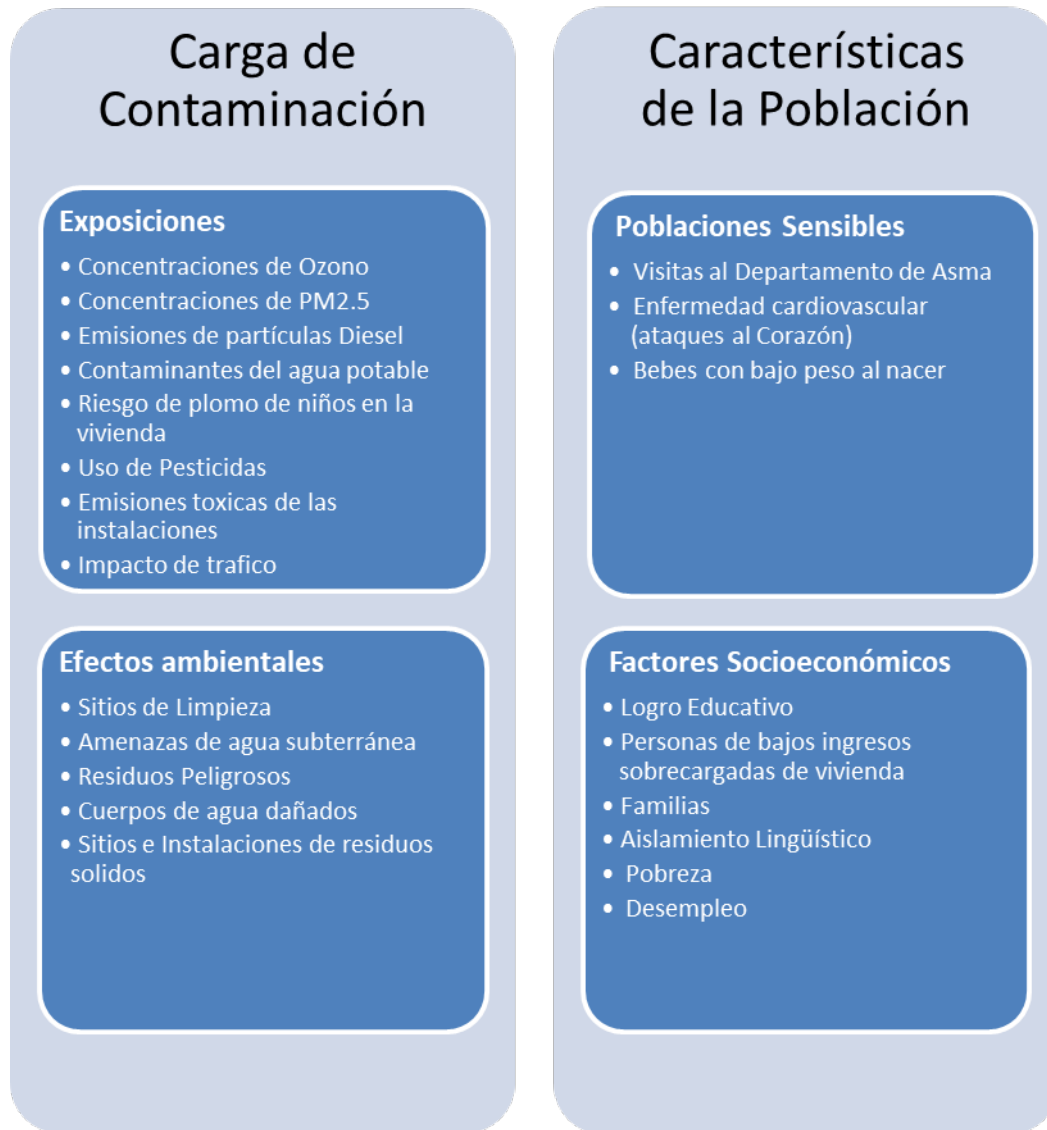 Carga de
Contaminación
Exposiciones
• Concentraciones de Ozono
• Concentraciones de PM2.5
• Emisiones de partículas Diesel
• Contaminantes del agua potable
• Riesgo de plomo de niños en la
vivienda
• Uso de Pesticidas
• Emisiones toxicas de las
instalaciones
• Impacto de trafico
Efectos ambientales
• Sitios de Limpieza
• Amenazas de agua subterránea
• Residuos Peligrosos
• Cuerpos de agua dañados
• Sitios e Instalaciones de residuos
solidos
Características
de la Población
Poblaciones Sensibles
• Visitas al Departamento de Asma
• Enfermedad cardiovascular
(ataques al Corazón)
• Bebes con bajo peso al nacer
Factores Socioeconómicos
• Logro Educativo
• Personas de bajos ingresos
sobrecargadas de vivienda
• Familias
• Aislamiento Lingüístico
• Pobreza
• Desempleo